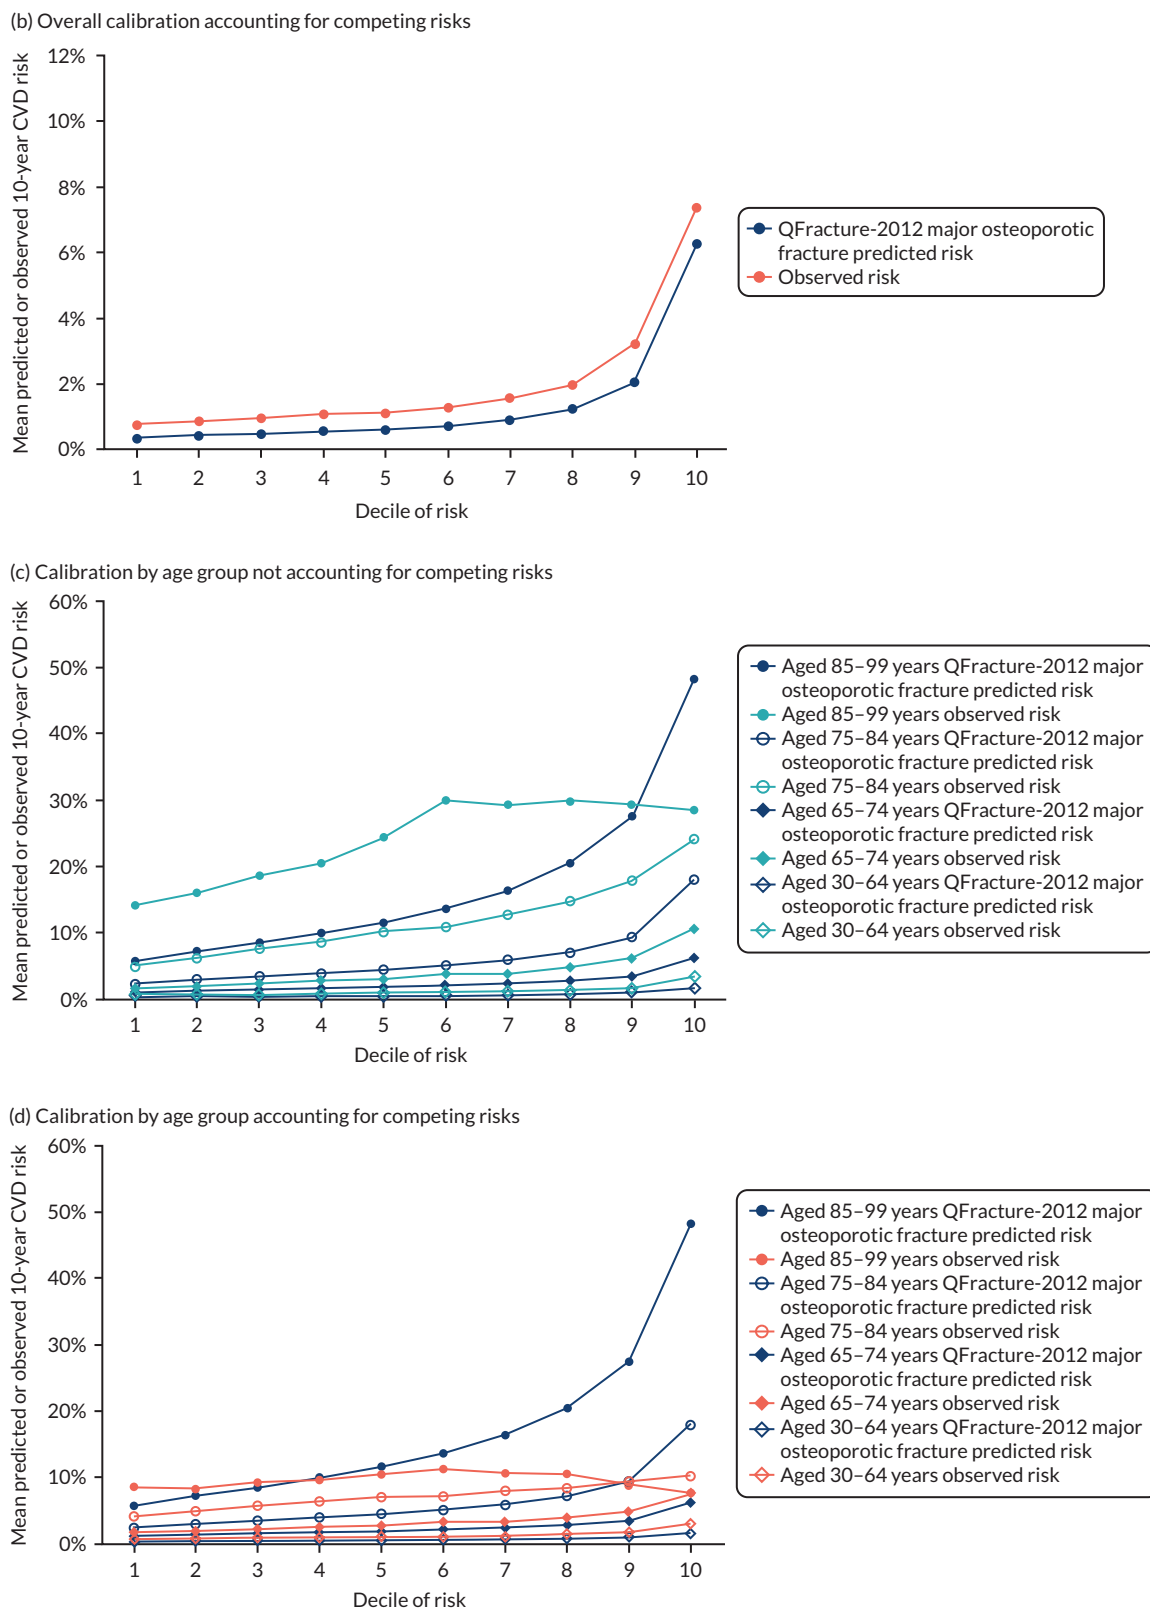 (b) Overall calibration accounting for competing risks
Mean predicted or observed 10-year CVD risk
12%
10%
8%
6%
4%
2%
0%
1 2 3 4 5 6 7 8 9 10
Decile of risk
QFracture-2012 major osteoporotic
fracture predicted risk
Observed risk
(c) Calibration by age group not accounting for competing risks
Mean predicted or observed 10-year CVD risk
60%
50%
40%
30%
20%
10%
0%
1 2 3 4 5 6 7 8 9 10
Decile of risk
Aged 85–99 years QFracture-2012 major
osteoporotic fracture predicted risk
Aged 85–99 years observed risk
Aged 75–84 years QFracture-2012 major
osteoporotic fracture predicted risk
Aged 75–84 years observed risk
Aged 65–74 years QFracture-2012 major
osteoporotic fracture predicted risk
Aged 65–74 years observed risk
Aged 30–64 years QFracture-2012 major
osteoporotic fracture predicted risk
Aged 30–64 years observed risk
(d) Calibration by age group accounting for competing risks
Mean predicted or observed 10-year CVD risk
60%
50%
40%
30%
20%
10%
0%
1 2 3 4 5 6 7 8 9 10
Decile of risk
Aged 85–99 years QFracture-2012 major
osteoporotic fracture predicted risk
Aged 85–99 years observed risk
Aged 75–84 years QFracture-2012 major
osteoporotic fracture predicted risk
Aged 75–84 years observed risk
Aged 65–74 years QFracture-2012 major
osteoporotic fracture predicted risk
Aged 65–74 years observed risk
Aged 30–64 years QFracture-2012 major
osteoporotic fracture predicted risk
Aged 30–64 years observed risk